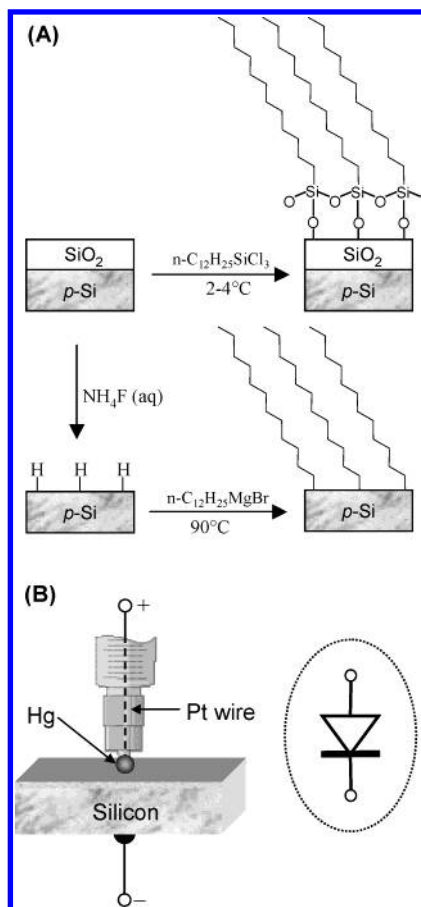 (A)
Si Si Si
O O O
O O O
SiO₂
p-Si
n-C₁₂H₂₅SiCl₃
2-4°C
SiO₂
p-Si
NH₄F (aq)
H H H
p-Si
n-C₁₂H₂₅MgBr
90°C
p-Si
(B)
+
Hg
Pt wire
Silicon
−